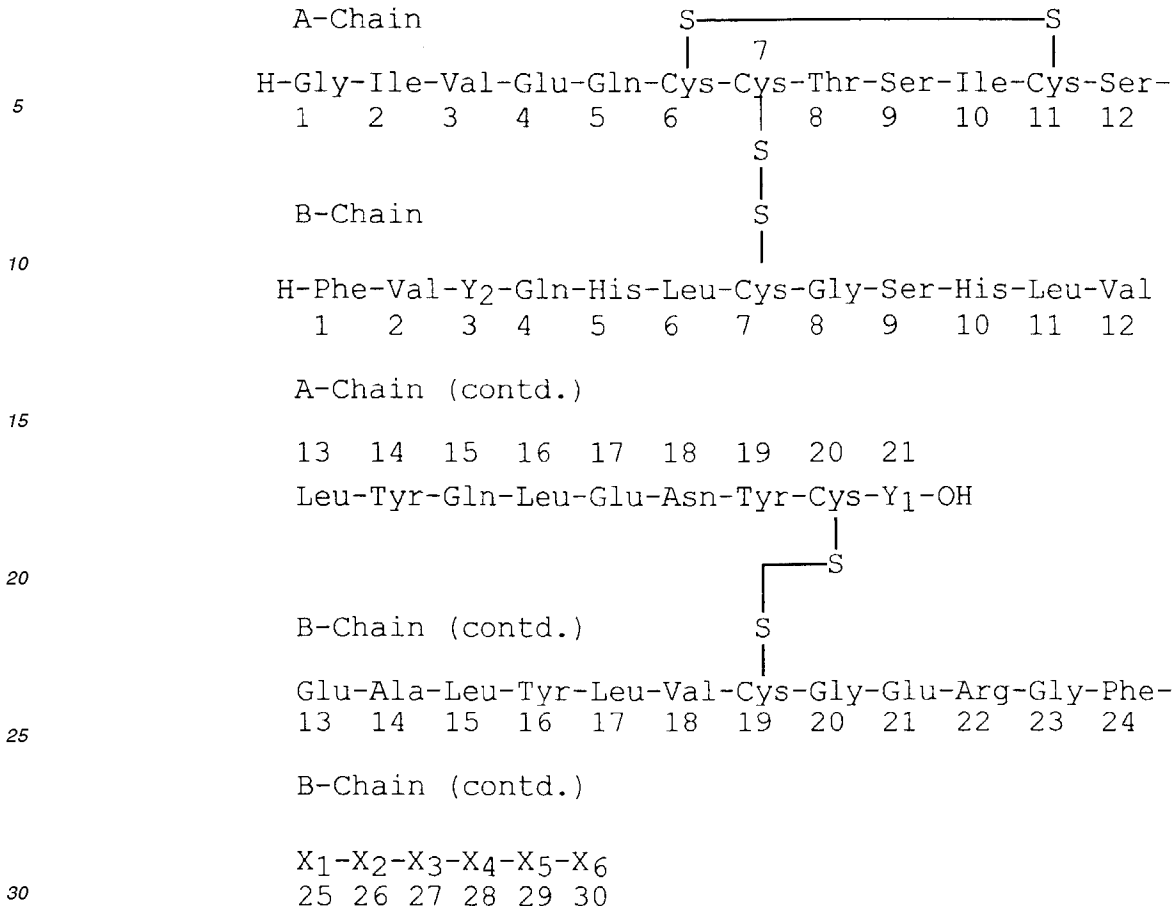 A-Chain
S S
7
H-Gly-Ile-Val-Glu-Gln-Cys-Cys-Thr-Ser-Ile-Cys-Ser-
5
1 2 3 4 5 6 8 9 10 11 12
S
S
B-Chain
10
H-Phe-Val-Y2-Gln-His-Leu-Cys-Gly-Ser-His-Leu-Val
1 2 3 4 5 6 7 8 9 10 11 12
A-Chain (contd.)
15
13 14 15 16 17 18 19 20 21
Leu-Tyr-Gln-Leu-Glu-Asn-Tyr-Cys-Y1-OH
S
20
B-Chain (contd.)
S
Glu-Ala-Leu-Tyr-Leu-Val-Cys-Gly-Glu-Arg-Gly-Phe-
13 14 15 16 17 18 19 20 21 22 23 24
25
B-Chain (contd.)
X1-X2-X3-X4-X5-X6
30
25 26 27 28 29 30